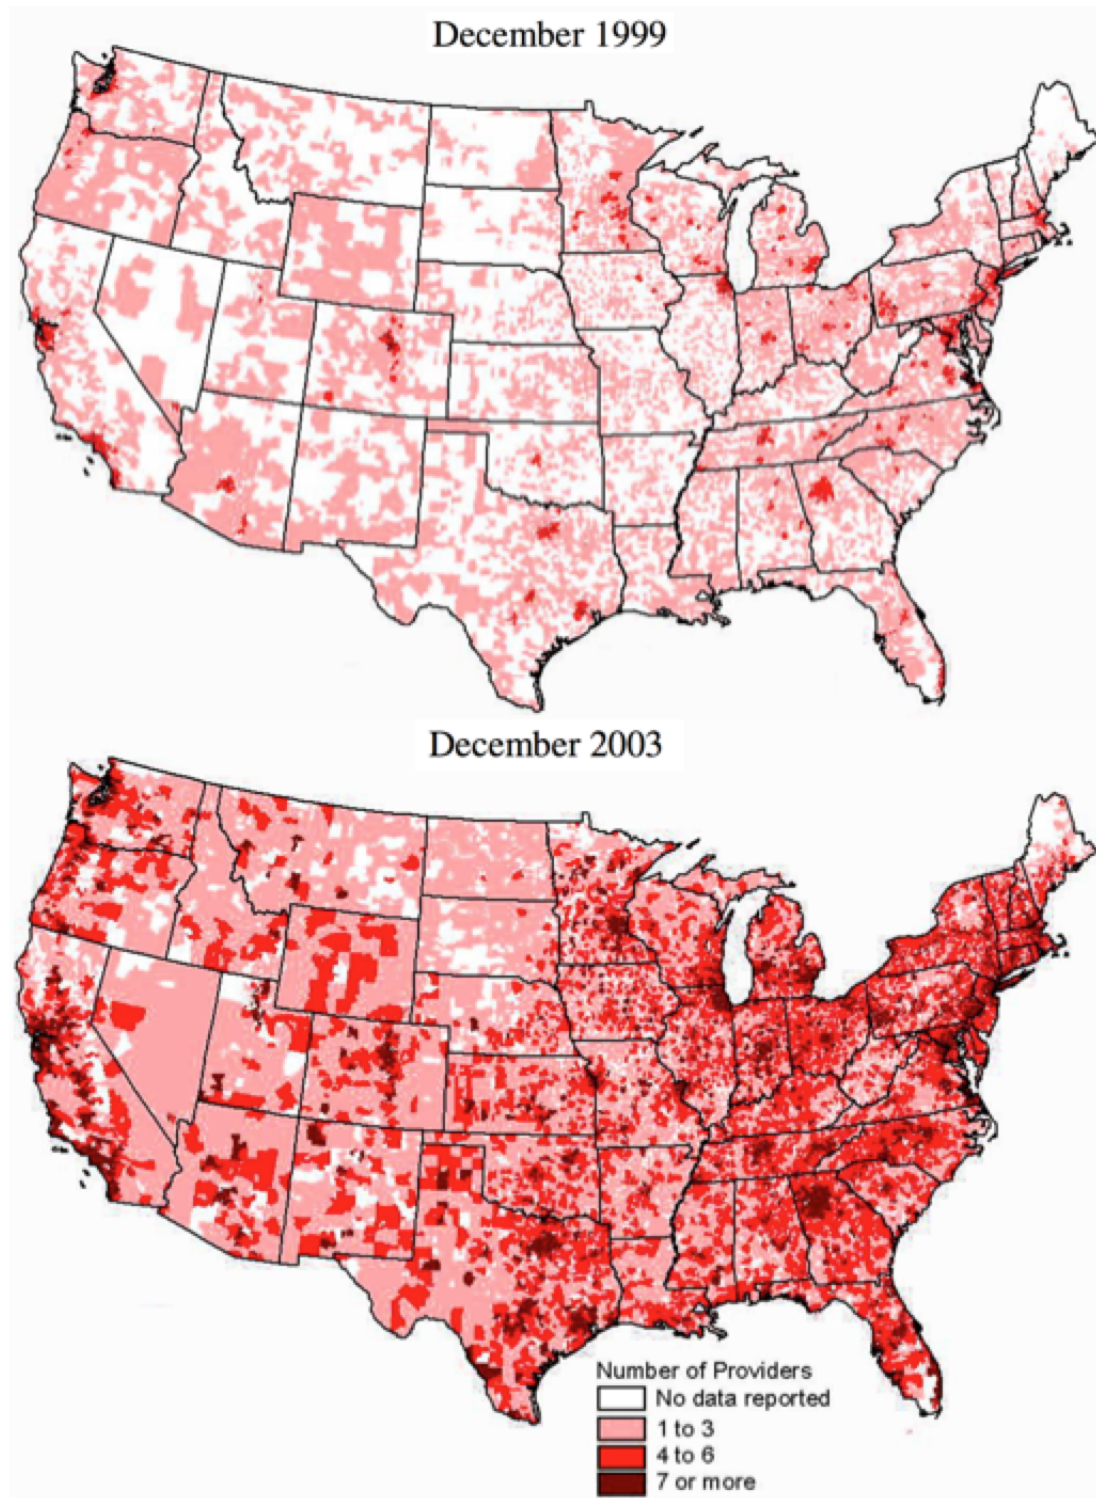 December 1999
December 2003
Number of Providers
No data reported
1 to 3
4 to 6
7 or more